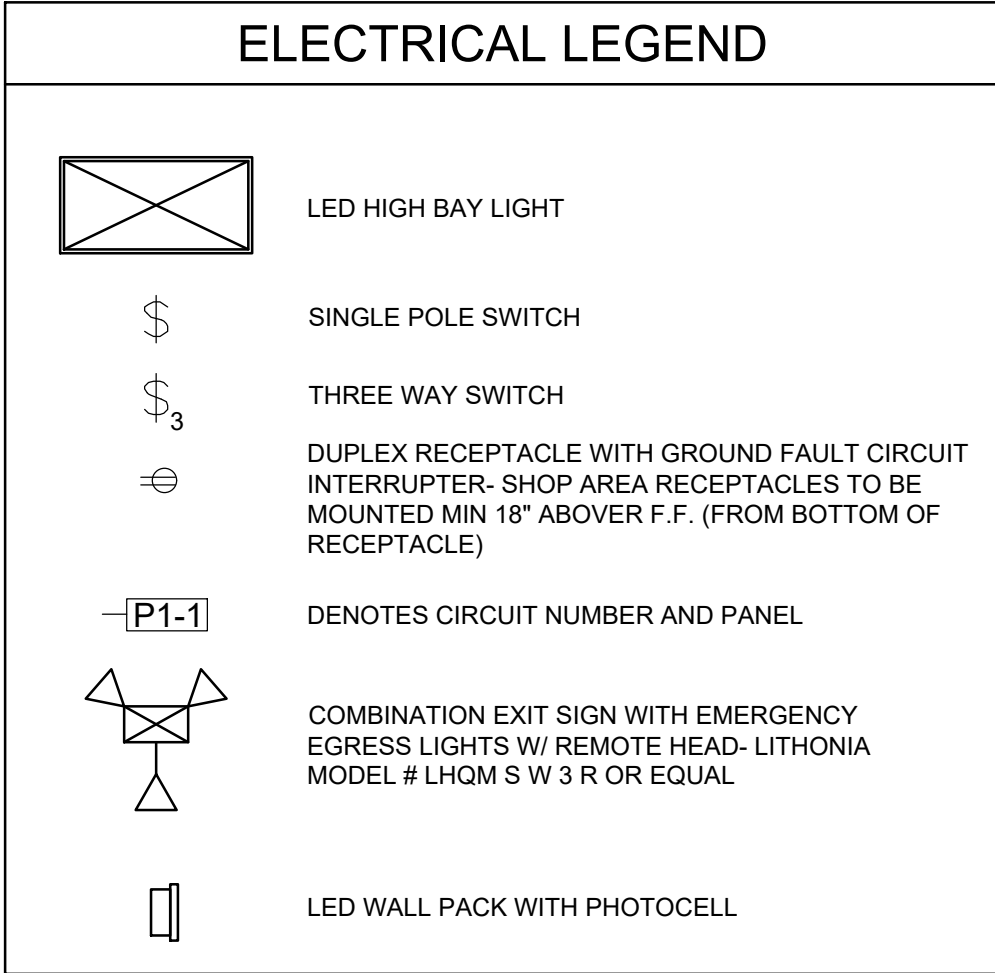 ELECTRICAL LEGEND
LED HIGH BAY LIGHT
$
SINGLE POLE SWITCH
$3
THREE WAY SWITCH
DUPLEX RECEPTACLE WITH GROUND FAULT CIRCUIT
INTERRUPTER- SHOP AREA RECEPTACLES TO BE
MOUNTED MIN 18" ABOVER F.F. (FROM BOTTOM OF
RECEPTACLE)
P1-1
DENOTES CIRCUIT NUMBER AND PANEL
COMBINATION EXIT SIGN WITH EMERGENCY
EGRESS LIGHTS W/ REMOTE HEAD- LITHONIA
MODEL # LHQM S W 3 R OR EQUAL
LED WALL PACK WITH PHOTOCELL